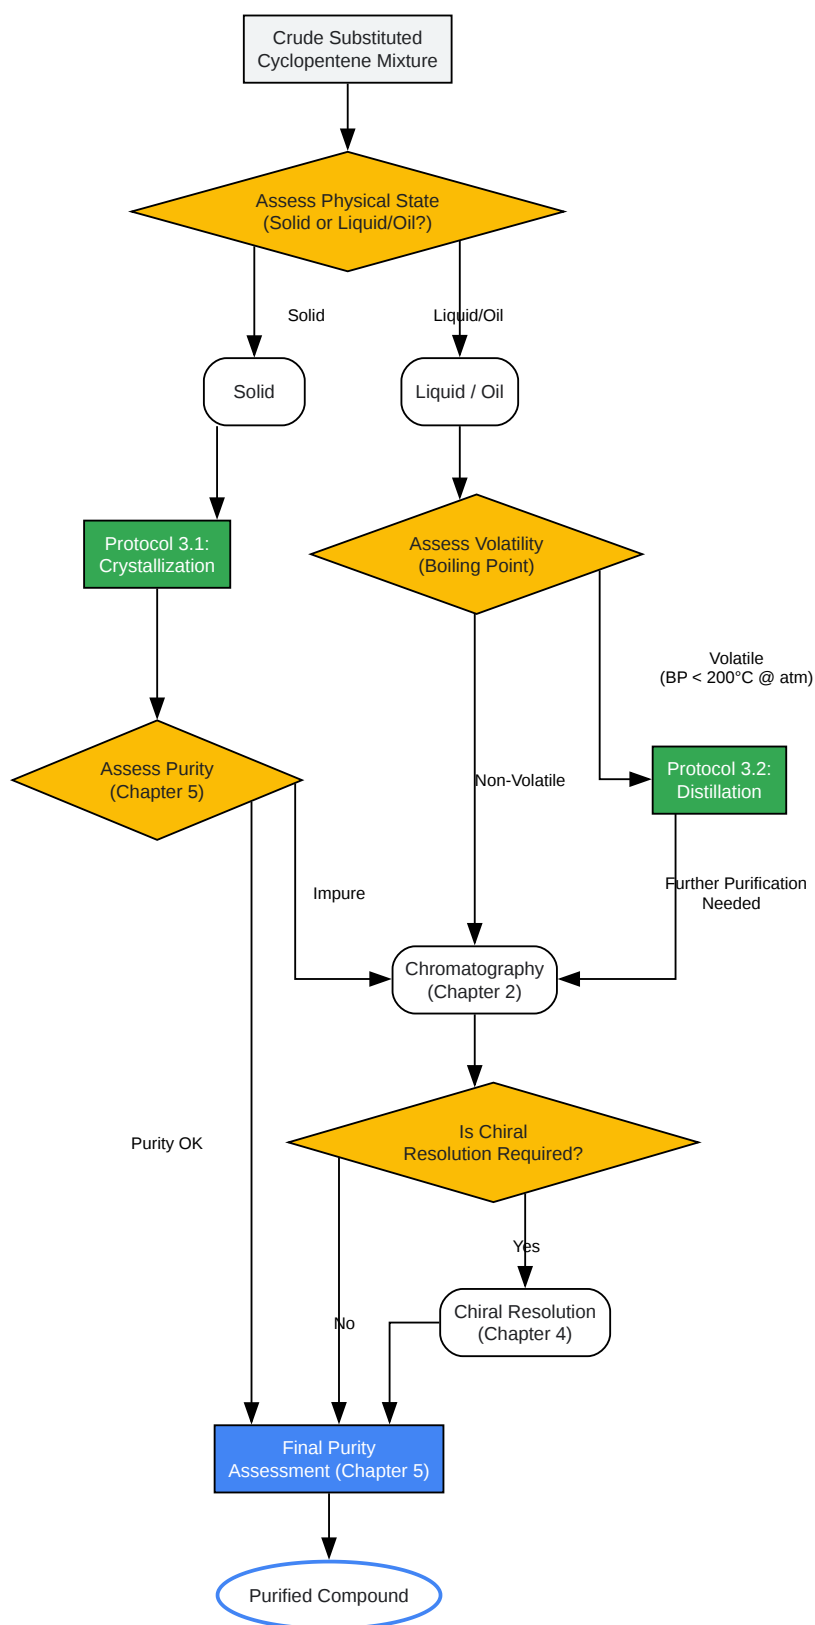 Crude Substituted
Cyclopentene Mixture
Assess Physical State
(Solid or Liquid/Oil?)
Solid
Liquid/Oil
Solid
Liquid / Oil
Protocol 3.1:
Crystallization
Assess Volatility
(Boiling Point)
Volatile
(BP < 200°C @ atm)
Assess Purity
(Chapter 5)
Non-Volatile
Protocol 3.2:
Distillation
Impure
Further Purification
Needed
Chromatography
(Chapter 2)
Purity OK
Is Chiral
Resolution Required?
Yes
No
Chiral Resolution
(Chapter 4)
Final Purity
Assessment (Chapter 5)
Purified Compound